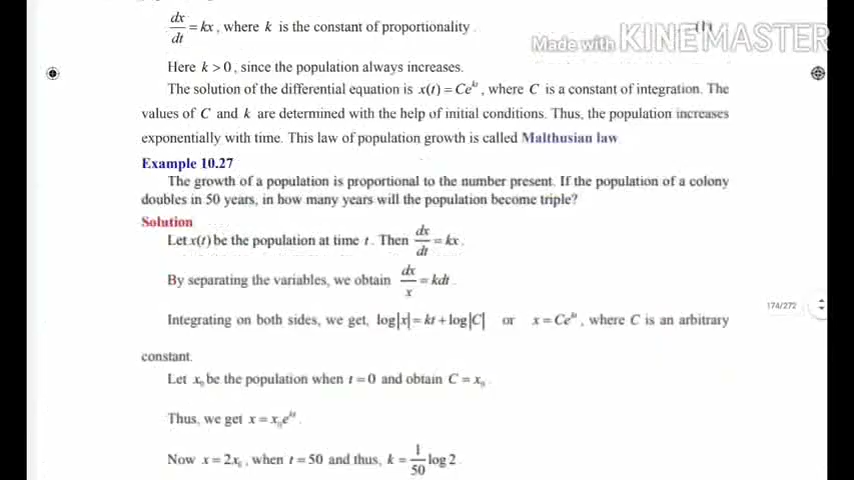 dx/dt = kx, where k is the constant of proportionality.
Made with KINEMASTER
Here k > 0, since the population always increases.
The solution of the differential equation is x(t) = Ce^{kt}, where C is a constant of integration. The
values of C and k are determined with the help of initial conditions. Thus, the population increases
exponentially with time. This law of population growth is called Malthusian law
Example 10.27
The growth of a population is proportional to the number present. If the population of a colony
doubles in 50 years, in how many years will the population become triple?
Solution
Let x(t) be the population at time t. Then dx/dt = kx.
By separating the variables, we obtain dx/x = kdt.
174/272
Integrating on both sides, we get, log|x| = kt + log|C| or x = Ce^{kt}, where C is an arbitrary
constant.
Let x₀ be the population when t = 0 and obtain C = x₀.
Thus, we get x = x₀e^{kt}.
Now x = 2x₀, when t = 50 and thus, k = 1/50 log 2.